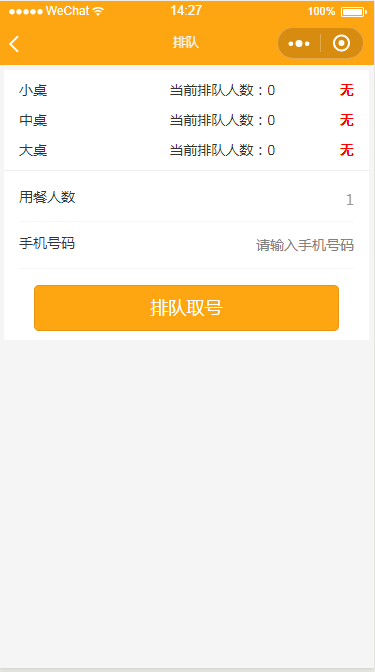 WeChat 14:27 100%
排队
小桌 当前排队人数：0 无
中桌 当前排队人数：0 无
大桌 当前排队人数：0 无
用餐人数 1
手机号码 请输入手机号码
排队取号